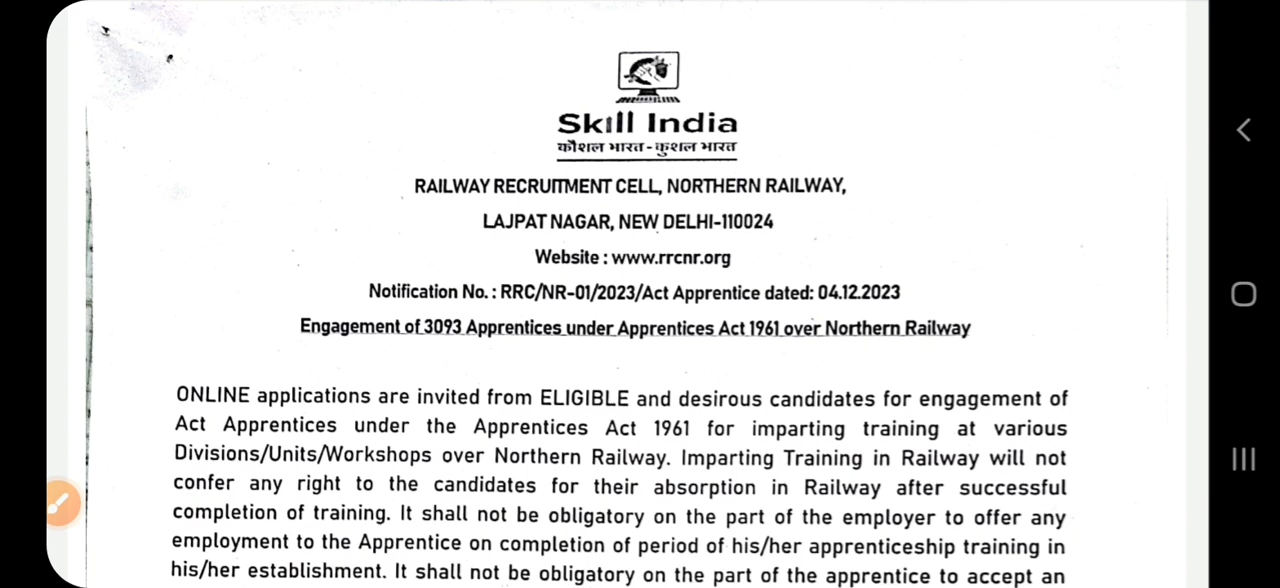 Skill India
कौशल भारत - कुशल भारत
RAILWAY RECRUITMENT CELL, NORTHERN RAILWAY,
LAJPAT NAGAR, NEW DELHI-110024
Website : www.rrcnr.org
Notification No. : RRC/NR-01/2023/Act Apprentice dated: 04.12.2023
Engagement of 3093 Apprentices under Apprentices Act 1961 over Northern Railway
ONLINE applications are invited from ELIGIBLE and desirous candidates for engagement of
Act Apprentices under the Apprentices Act 1961 for imparting training at various
Divisions/Units/Workshops over Northern Railway. Imparting Training in Railway will not
confer any right to the candidates for their absorption in Railway after successful
completion of training. It shall not be obligatory on the part of the employer to offer any
employment to the Apprentice on completion of period of his/her apprenticeship training in
his/her establishment. It shall not be obligatory on the part of the apprentice to accept an